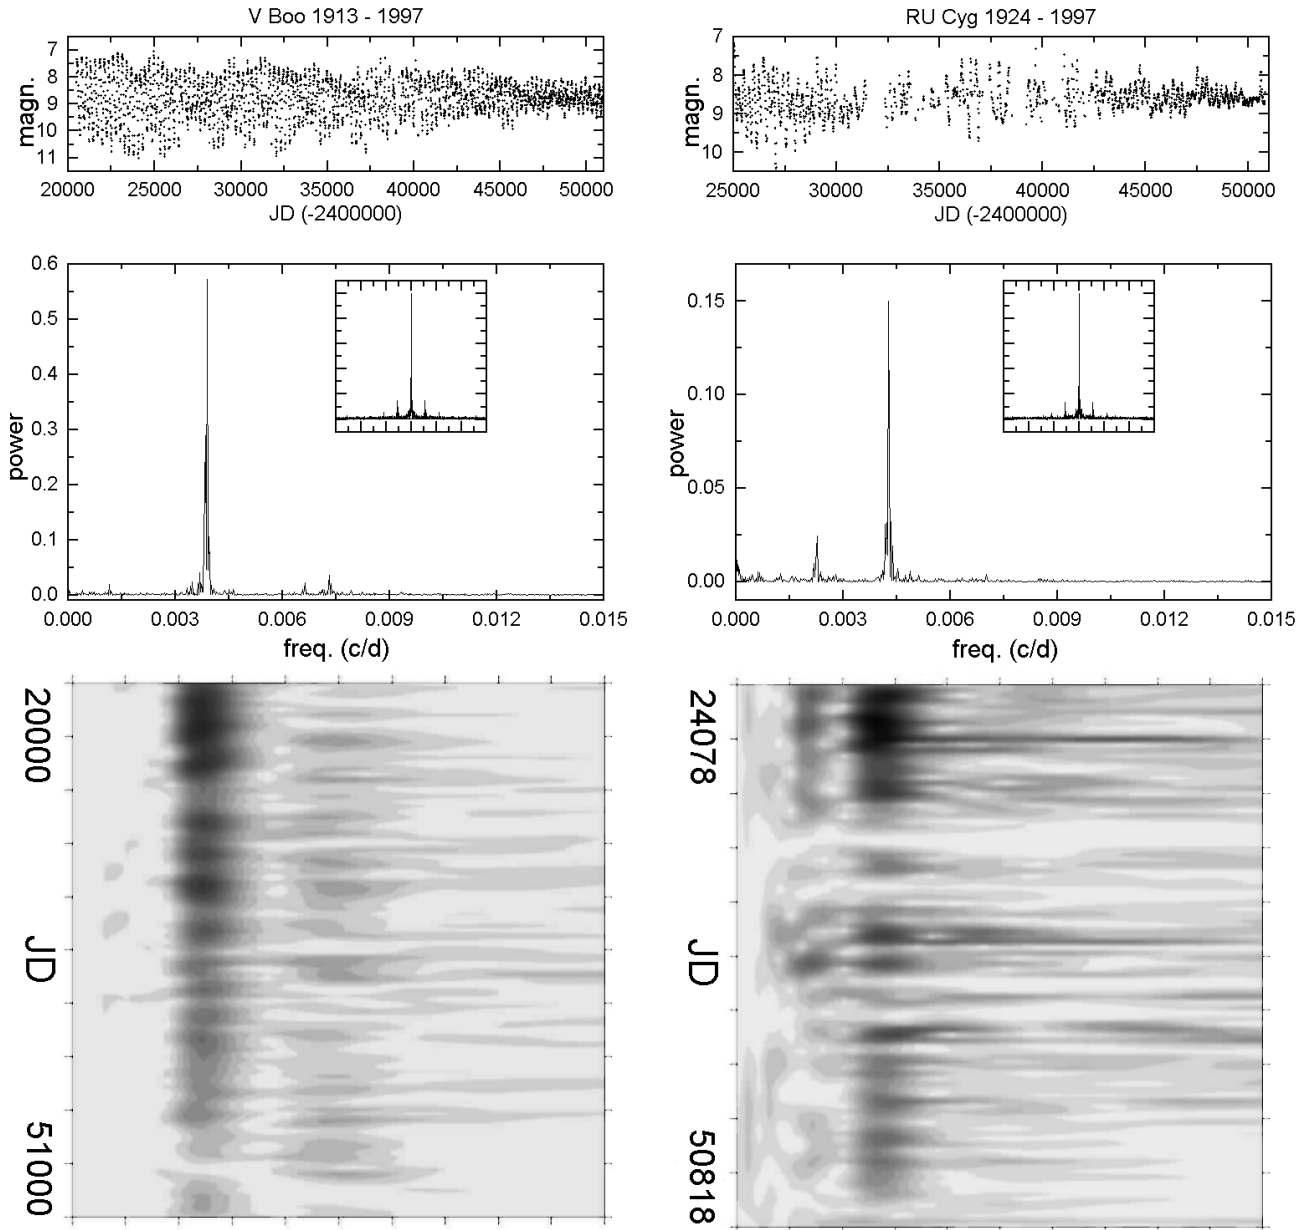 V Boo 1913 - 1997
7
8
9
10
11
magn.
20000 25000 30000 35000 40000 45000 50000
JD (-2400000)
RU Cyg 1924 - 1997
7
8
9
10
magn.
25000 30000 35000 40000 45000 50000
JD (-2400000)
0.6
0.5
0.4
0.3
0.2
0.1
0.0
power
0.000 0.003 0.006 0.009 0.012 0.015
freq. (c/d)
0.15
0.10
0.05
0.00
power
0.000 0.003 0.006 0.009 0.012 0.015
freq. (c/d)
20000
JD
51000
24078
JD
50818